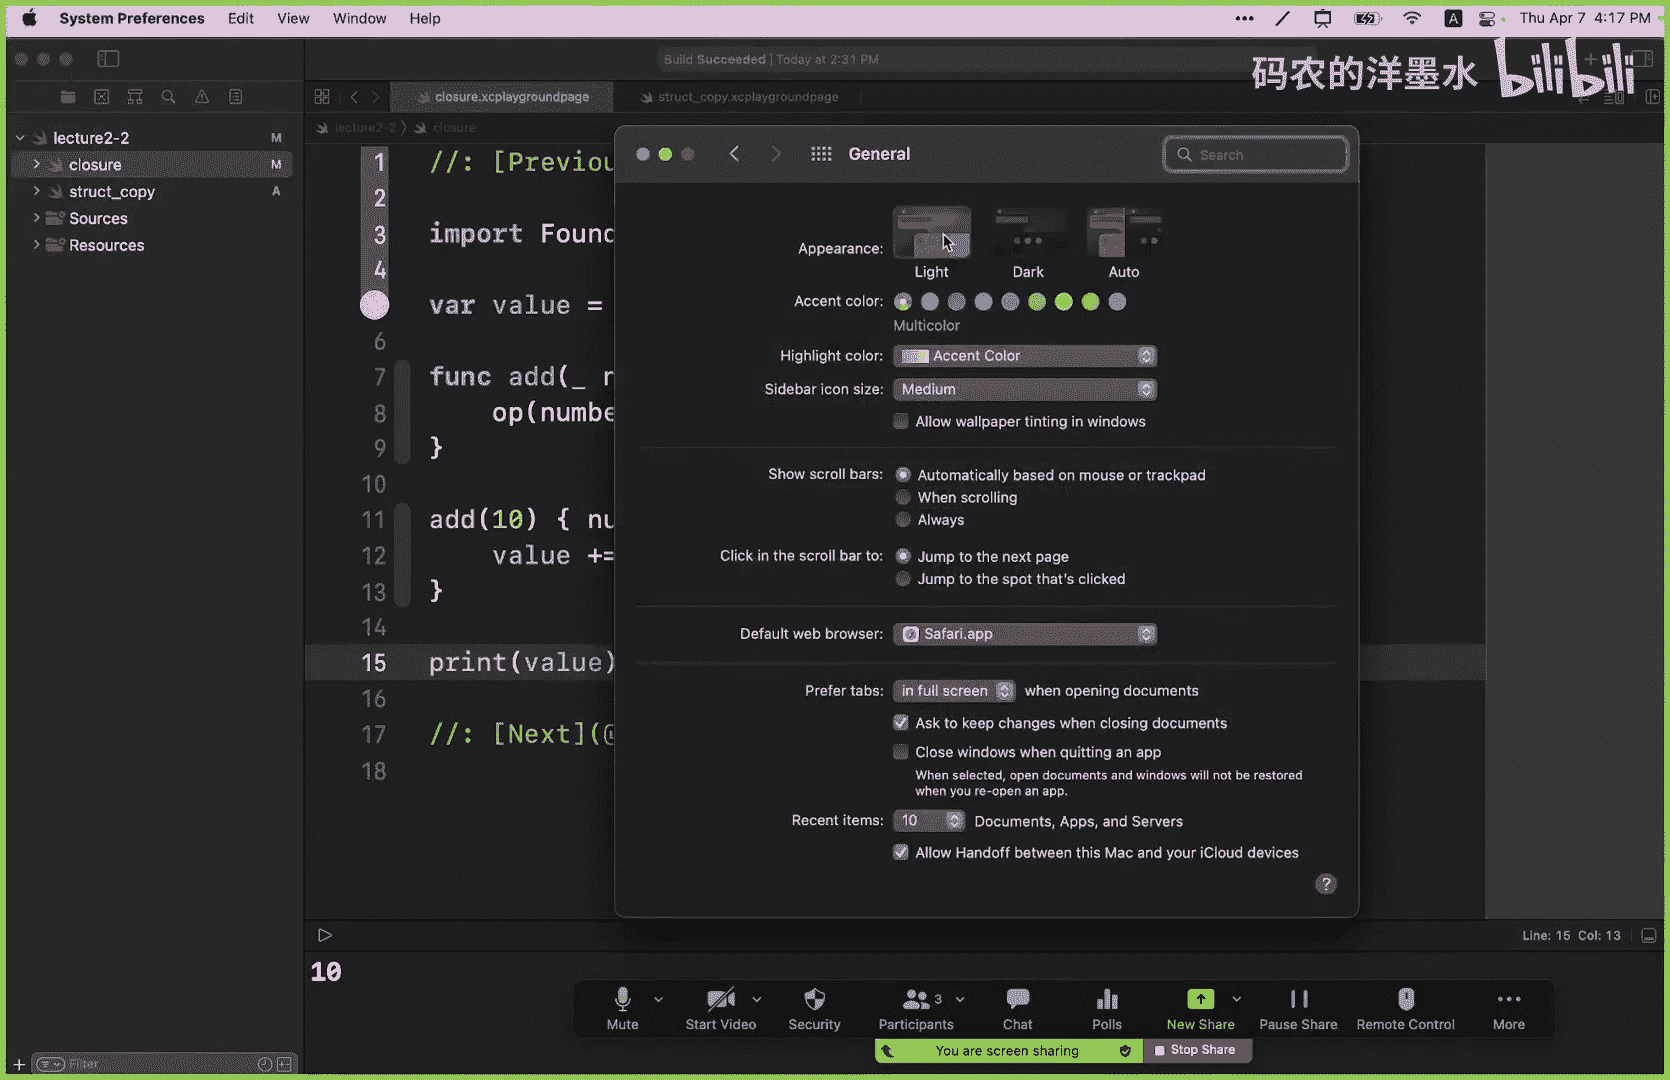 System Preferences Edit View Window Help
A Thu Apr 7 4:17 PM
Build Succeeded | Today at 2:31 PM
码农的洋墨水 bilibili
closure.xcplaygroundpage struct_copy.xcplaygroundpage
lecture2-2 closure
lecture2-2 M
closure M
struct_copy A
Sources
Resources
1 //: [Previou
2
3 import Found
4
var value =
6
7 func add(_ n
8 op(numbe
9 }
10
11 add(10) { nu
12 value +=
13 }
14
15 print(value)
16
17 //: [Next](@
18
General
Search
Appearance:
Light Dark Auto
Accent color:
Multicolor
Highlight color: Accent Color
Sidebar icon size: Medium
Allow wallpaper tinting in windows
Show scroll bars: Automatically based on mouse or trackpad
When scrolling
Always
Click in the scroll bar to: Jump to the next page
Jump to the spot that's clicked
Default web browser: Safari.app
Prefer tabs: in full screen when opening documents
Ask to keep changes when closing documents
Close windows when quitting an app
When selected, open documents and windows will not be restored
when you re-open an app.
Recent items: 10 Documents, Apps, and Servers
Allow Handoff between this Mac and your iCloud devices
?
Line: 15 Col: 13
10
3
Mute Start Video Security Participants Chat Polls New Share Pause Share Remote Control More
You are screen sharing Stop Share
Filter